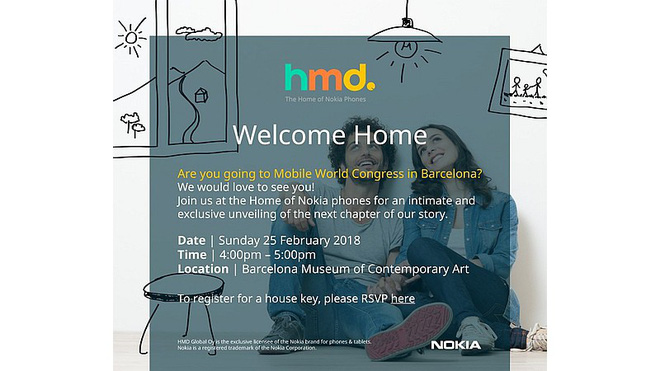 hmd.
The Home of Nokia Phones
Welcome Home
Are you going to Mobile World Congress in Barcelona?
We would love to see you!
Join us at the Home of Nokia phones for an intimate and
exclusive unveiling of the next chapter of our story.
Date | Sunday 25 February 2018
Time | 4:00pm – 5:00pm
Location | Barcelona Museum of Contemporary Art
To register for a house key, please RSVP here
HMD Global Oy is the exclusive licensee of the Nokia brand for phones & tablets.
Nokia is a registered trademark of the Nokia Corporation.
NOKIA